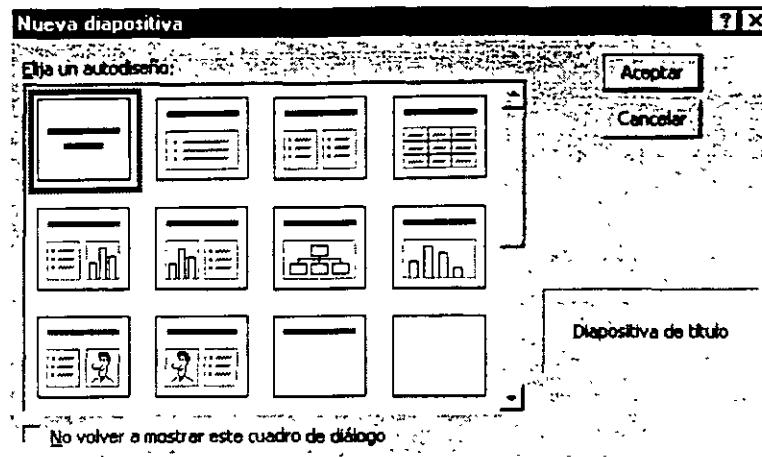 Nueva diapositiva
Elija un autodiseño:
Aceptar
Cancelar
Diapositiva de título
No volver a mostrar este cuadro de diálogo